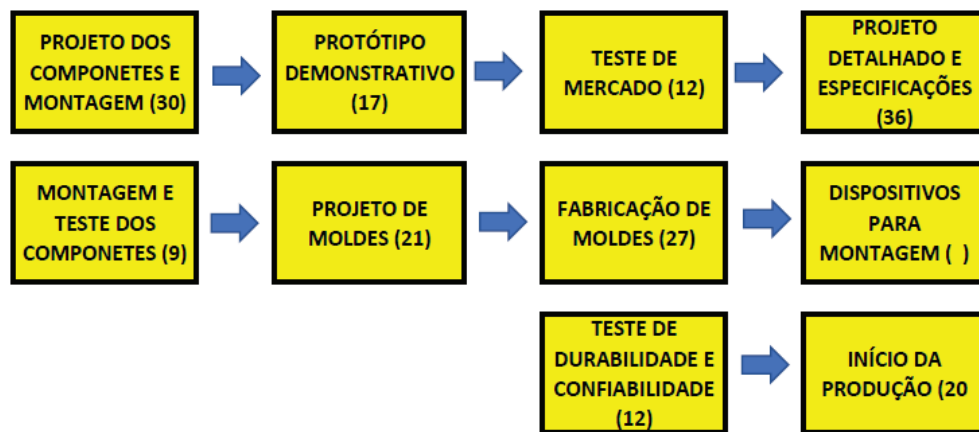 PROJETO DOS
COMPONETES E
MONTAGEM (30)
PROTÓTIPO
DEMONSTRATIVO
(17)
TESTE DE
MERCADO (12)
PROJETO
DETALHADO E
ESPECIFICAÇÕES
(36)
MONTAGEM E
TESTE DOS
COMPONETES (9)
PROJETO DE
MOLDES (21)
FABRICAÇÃO DE
MOLDES (27)
DISPOSITIVOS
PARA
MONTAGEM ( )
TESTE DE
DURABILIDADE E
CONFIABILIDADE
(12)
INÍCIO DA
PRODUÇÃO (20